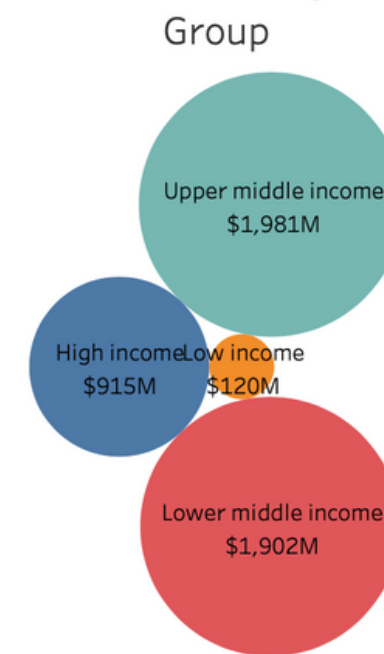 Group
Upper middle income
$1,981M
High income
$915M
Low income
$120M
Lower middle income
$1,902M